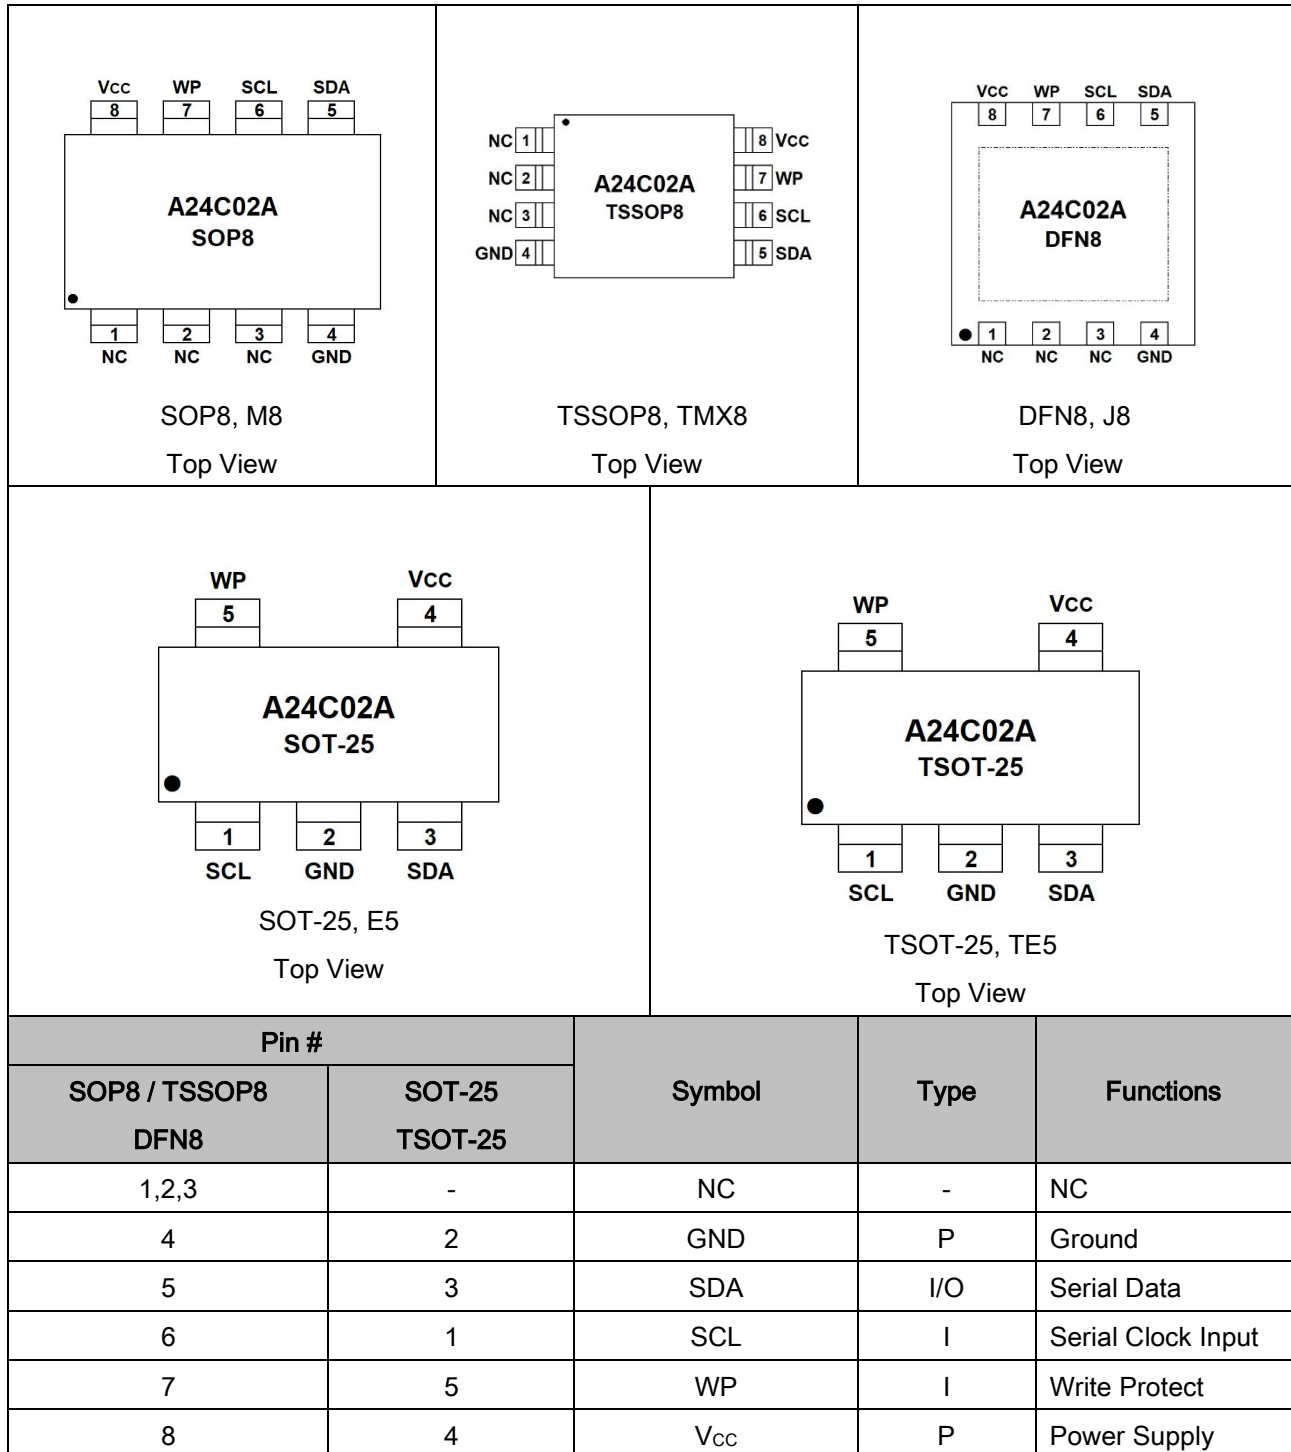 Vcc WP SCL SDA
8 7 6 5
A24C02A
SOP8
1 2 3 4
NC NC NC GND
SOP8, M8
Top View
NC 1 8 Vcc
NC 2 7 WP
A24C02A
TSSOP8
NC 3 6 SCL
GND 4 5 SDA
TSSOP8, TMX8
Top View
Vcc WP SCL SDA
8 7 6 5
A24C02A
DFN8
1 2 3 4
NC NC NC GND
DFN8, J8
Top View
WP Vcc
5 4
A24C02A
SOT-25
1 2 3
SCL GND SDA
SOT-25, E5
Top View
WP Vcc
5 4
A24C02A
TSOT-25
1 2 3
SCL GND SDA
TSOT-25, TE5
Top View
Pin # Symbol Type Functions
SOP8 / TSSOP8 SOT-25
DFN8 TSOT-25
1,2,3 - NC - NC
4 2 GND P Ground
5 3 SDA I/O Serial Data
6 1 SCL I Serial Clock Input
7 5 WP I Write Protect
8 4 Vcc P Power Supply